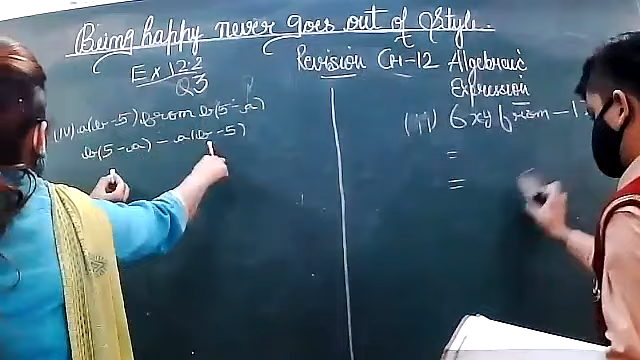 Being happy never goes out of Style.
Ex 12.2
Q3
Revision CH-12 Algebraic
Expression
(iv) a(b-5) from b(5-a)
b(5-a) - a(b-5)
6xy from -1
=
=